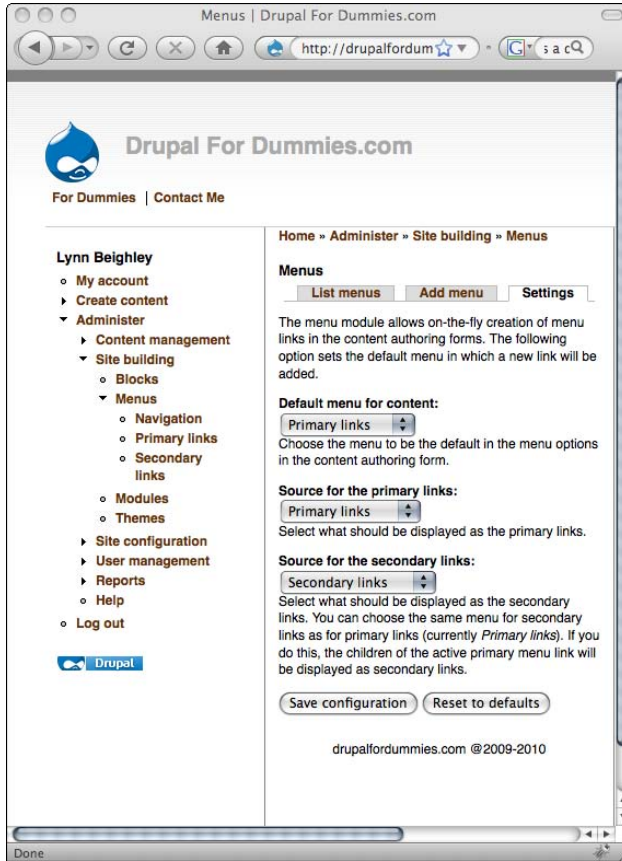 Menus | Drupal For Dummies.com
http://drupalfordum
G s a c
Drupal For Dummies.com
For Dummies | Contact Me
Lynn Beighley
My account
Create content
Administer
Content management
Site building
Blocks
Menus
Navigation
Primary links
Secondary
links
Modules
Themes
Site configuration
User management
Reports
Help
Log out
Drupal
Home » Administer » Site building » Menus
Menus
List menus Add menu Settings
The menu module allows on-the-fly creation of menu
links in the content authoring forms. The following
option sets the default menu in which a new link will be
added.
Default menu for content:
Primary links
Choose the menu to be the default in the menu options
in the content authoring form.
Source for the primary links:
Primary links
Select what should be displayed as the primary links.
Source for the secondary links:
Secondary links
Select what should be displayed as the secondary
links. You can choose the same menu for secondary
links as for primary links (currently Primary links). If you
do this, the children of the active primary menu link will
be displayed as secondary links.
Save configuration Reset to defaults
drupalfordummies.com @2009-2010
Done